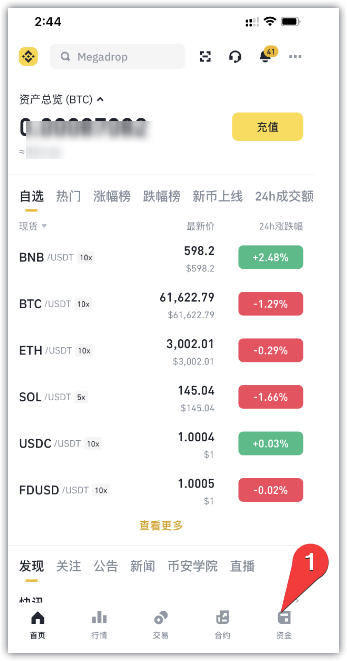 2:44
Megadrop
41
资产总览 (BTC)
充值
≈
自选 热门 涨幅榜 跌幅榜 新币上线 24h成交额
现货 最新价 24h涨跌幅
BNB /USDT 10x 598.2 +2.48%
$598.2
BTC /USDT 10x 61,622.79 -1.29%
$61,622.79
ETH /USDT 10x 3,002.01 -0.29%
$3,002.01
SOL /USDT 5x 145.04 -1.66%
$145.04
USDC /USDT 10x 1.0004 +0.03%
$1
FDUSD /USDT 10x 1.0005 -0.02%
$1
查看更多
发现 关注 公告 新闻 币安学院 直播
1
首页 行情 交易 合约 资金